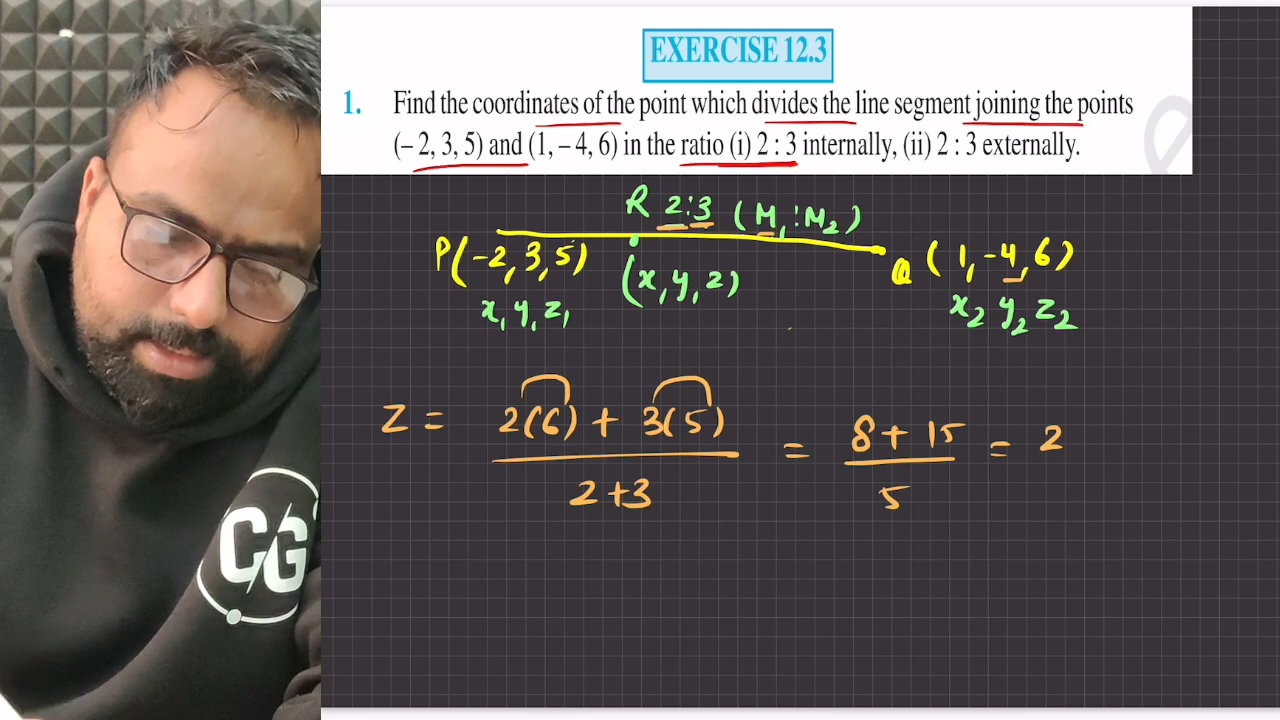 EXERCISE 12.3
1. Find the coordinates of the point which divides the line segment joining the points
(– 2, 3, 5) and (1, – 4, 6) in the ratio (i) 2 : 3 internally, (ii) 2 : 3 externally.
R 2:3 (M₁:M₂)
P(-2,3,5) (x,y,z) Q (1,-4,6)
x₁ y₁ z₁ x₂ y₂ z₂
Z = 2(6) + 3(5) / 2+3 = 8+15 / 5 = 2
CG
e